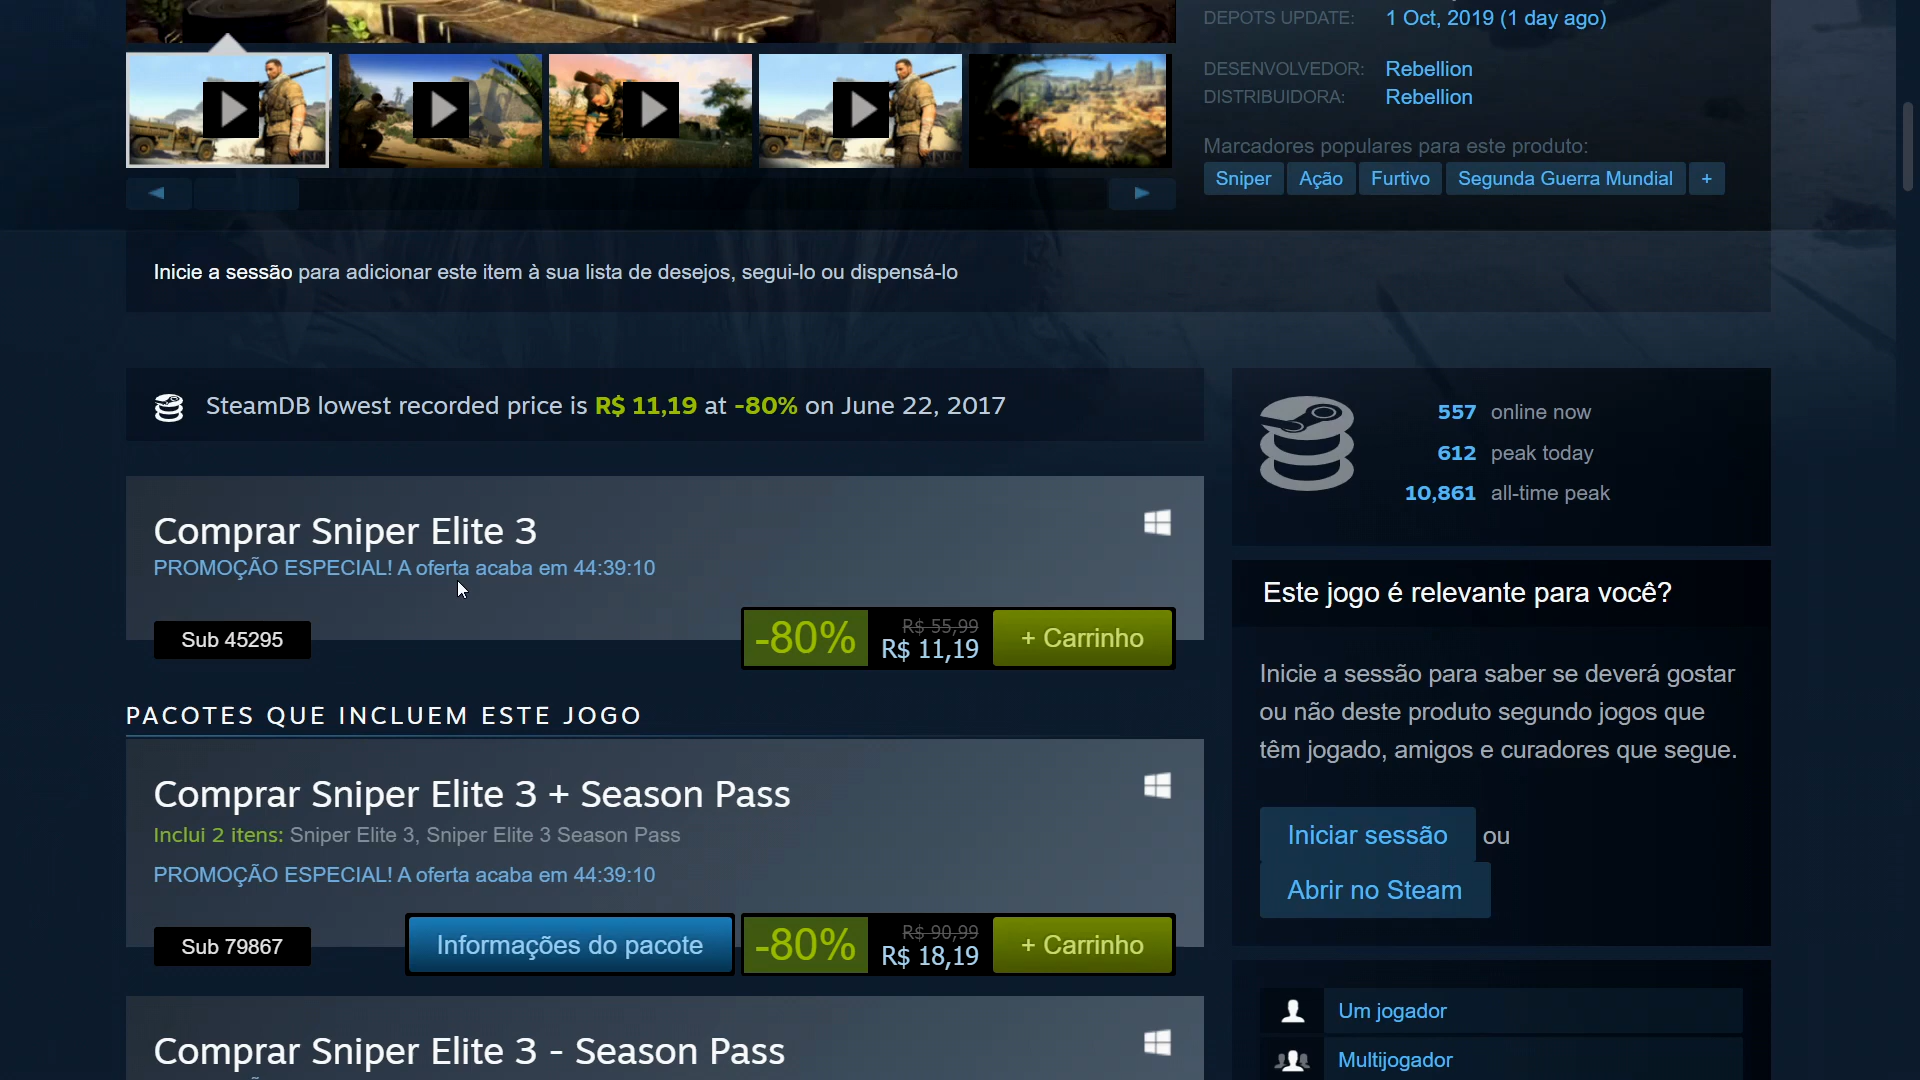 DEPOTS UPDATE: 1 Oct, 2019 (1 day ago)
DESENVOLVEDOR: Rebellion
DISTRIBUIDORA: Rebellion
Marcadores populares para este produto:
Sniper Ação Furtivo Segunda Guerra Mundial +
Inicie a sessão para adicionar este item à sua lista de desejos, segui-lo ou dispensá-lo
SteamDB lowest recorded price is R$ 11,19 at -80% on June 22, 2017
557 online now
612 peak today
10,861 all-time peak
Comprar Sniper Elite 3
PROMOÇÃO ESPECIAL! A oferta acaba em 44:39:10
Sub 45295
-80%
R$ 55,99
R$ 11,19
+ Carrinho
PACOTES QUE INCLUEM ESTE JOGO
Comprar Sniper Elite 3 + Season Pass
Inclui 2 itens: Sniper Elite 3, Sniper Elite 3 Season Pass
PROMOÇÃO ESPECIAL! A oferta acaba em 44:39:10
Sub 79867
Informações do pacote
-80%
R$ 90,99
R$ 18,19
+ Carrinho
Comprar Sniper Elite 3 - Season Pass
Este jogo é relevante para você?
Inicie a sessão para saber se deverá gostar
ou não deste produto segundo jogos que
têm jogado, amigos e curadores que segue.
Iniciar sessão ou
Abrir no Steam
Um jogador
Multijogador